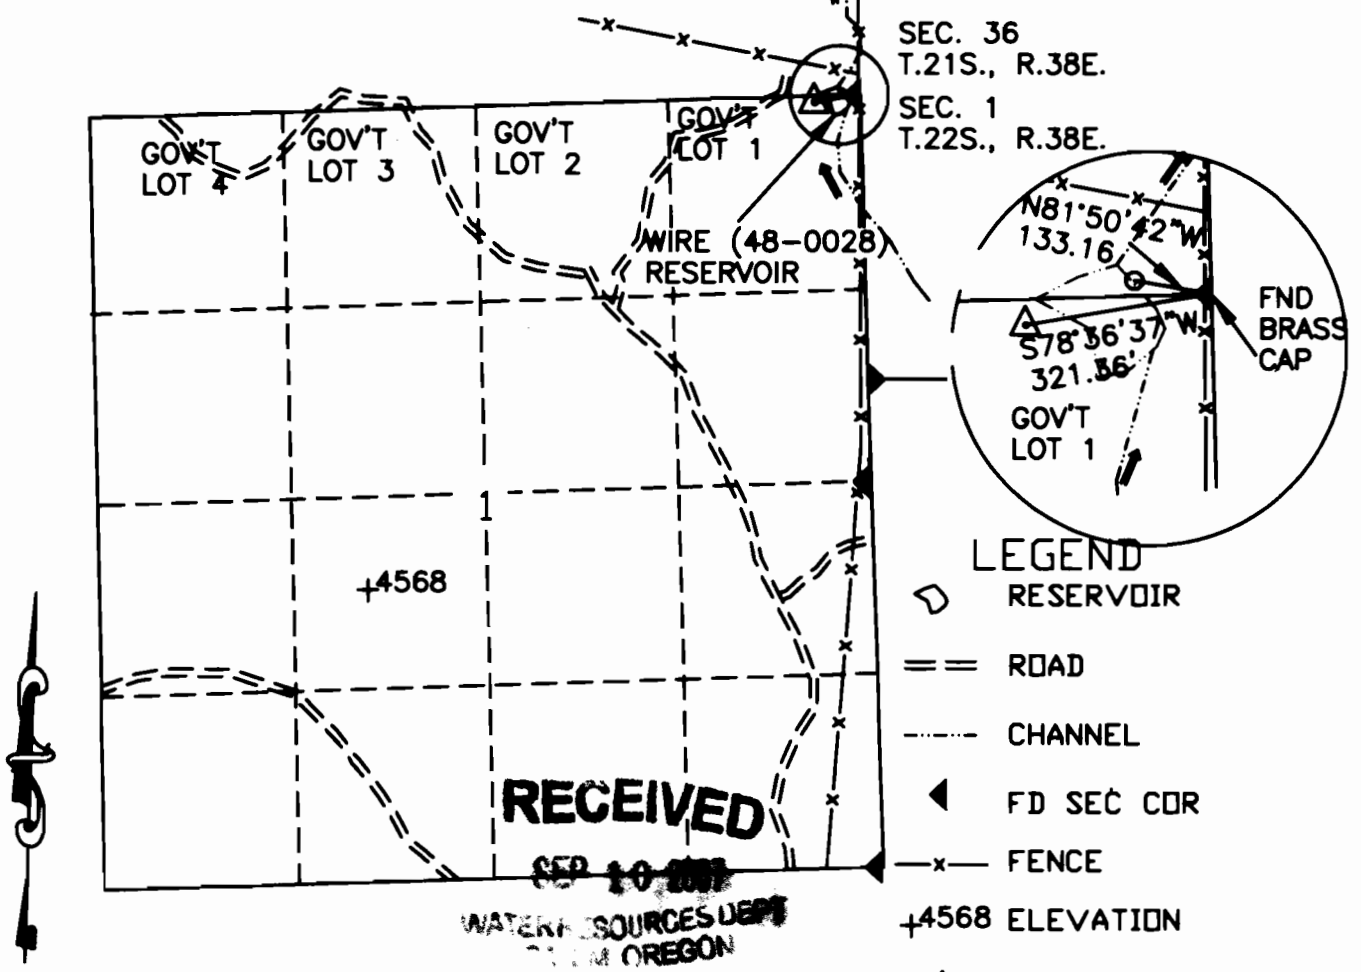 SEC. 36
T.21S., R.38E.
SEC. 1
T.22S., R.38E.
GOV'T
LOT 4
GOV'T
LOT 3
GOV'T
LOT 2
GOV'T
LOT 1
WIRE (48-0028)
RESERVOIR
N81°50'42"W
133.16
S78°36'37"W
321.36'
GOV'T
LOT 1
FND
BRASS
CAP
1
+4568
LEGEND
RESERVOIR
ROAD
CHANNEL
FD SEC COR
FENCE
+4568 ELEVATION
RECEIVED
SEP 10
WATER RESOURCES DEPT
OREGON